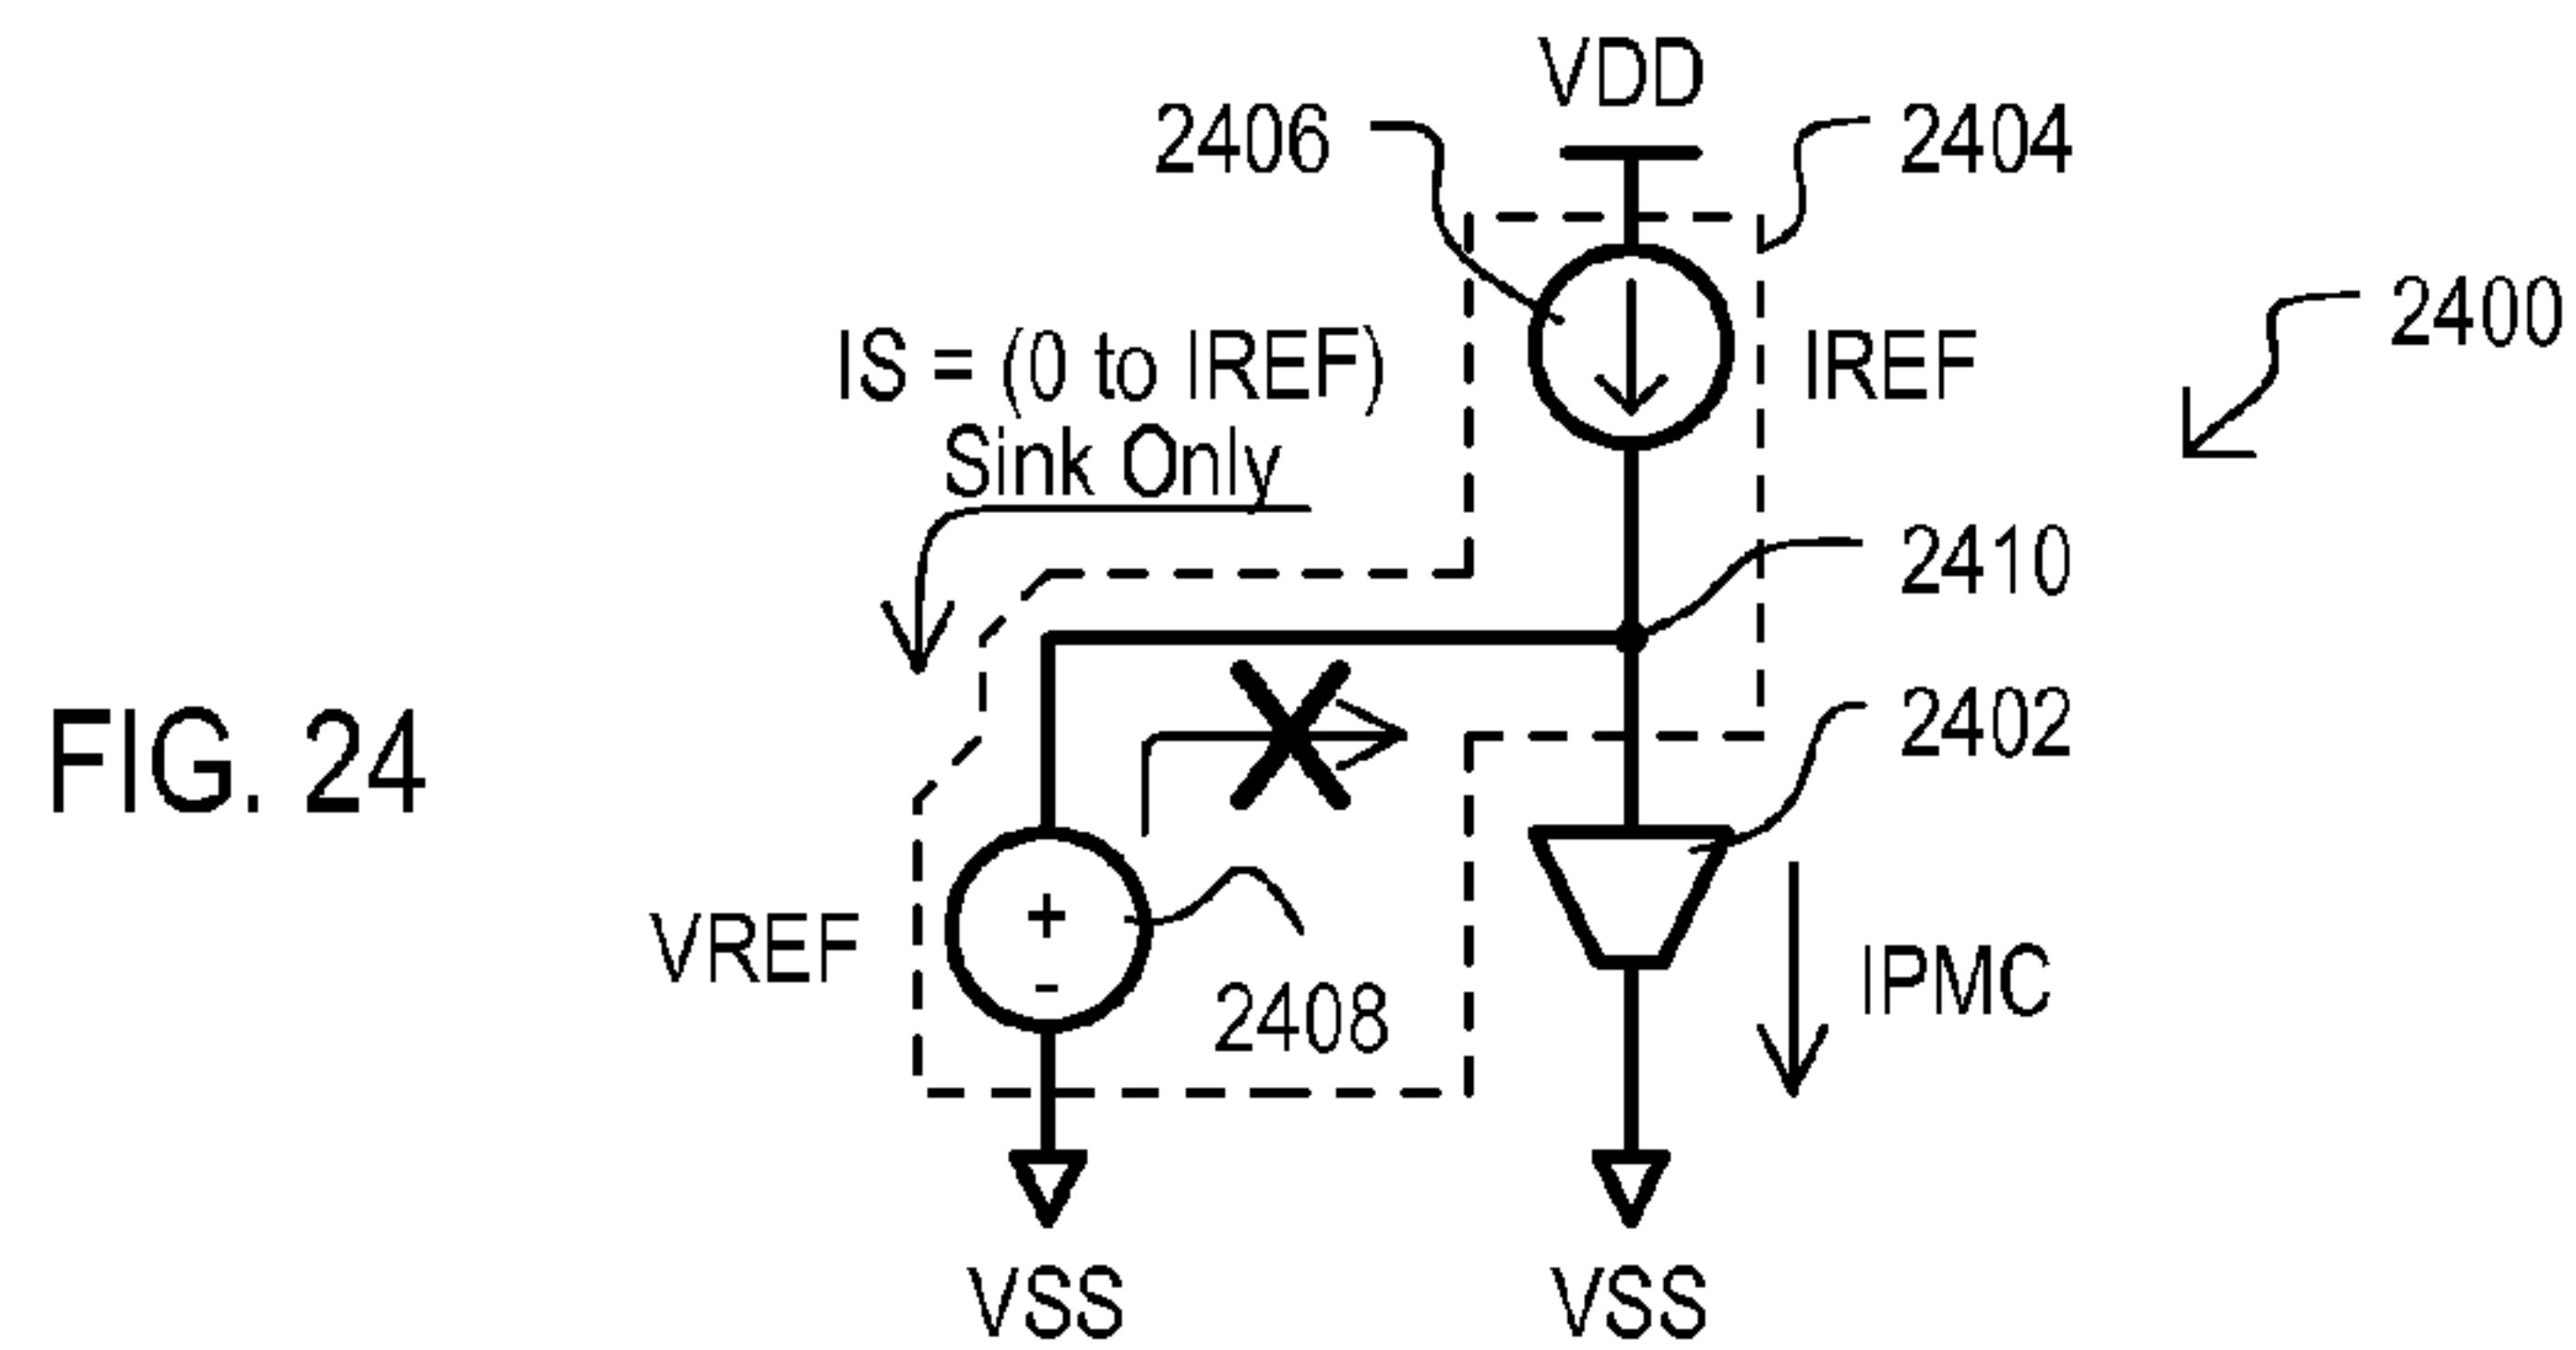 VDD
2406
2404
2400
IS = (0 to IREF)
Sink Only
IREF
2410
2402
FIG. 24
VREF
+
-
2408
IPMC
VSS
VSS